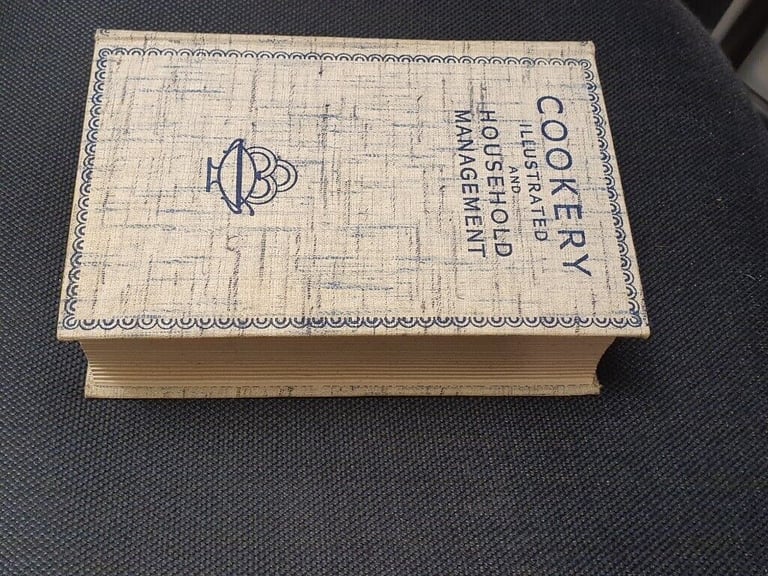 COOKERY
ILLUSTRATED
AND
HOUSEHOLD
MANAGEMENT